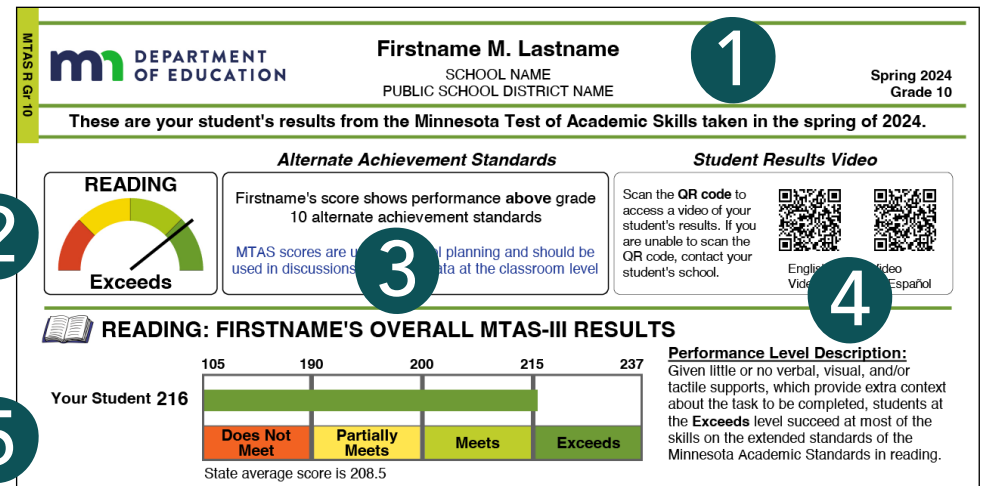 MTAS R Gr 10
DEPARTMENT
OF EDUCATION
Firstname M. Lastname
SCHOOL NAME
PUBLIC SCHOOL DISTRICT NAME
1
Spring 2024
Grade 10
These are your student's results from the Minnesota Test of Academic Skills taken in the spring of 2024.
2
READING
Exceeds
Alternate Achievement Standards
Firstname's score shows performance above grade
10 alternate achievement standards
MTAS scores are planning and should be
used in discussions at the classroom level
3
Student Results Video
Scan the QR code to
access a video of your
student's results. If you
are unable to scan the
QR code, contact your
student's school.
Español
4
READING: FIRSTNAME'S OVERALL MTAS-III RESULTS
105 190 200 215 237
5
Your Student 216
Does Not
Meet
Partially
Meets
Meets
Exceeds
State average score is 208.5
Performance Level Description:
Given little or no verbal, visual, and/or
tactile supports, which provide extra context
about the task to be completed, students at
the Exceeds level succeed at most of the
skills on the extended standards of the
Minnesota Academic Standards in reading.